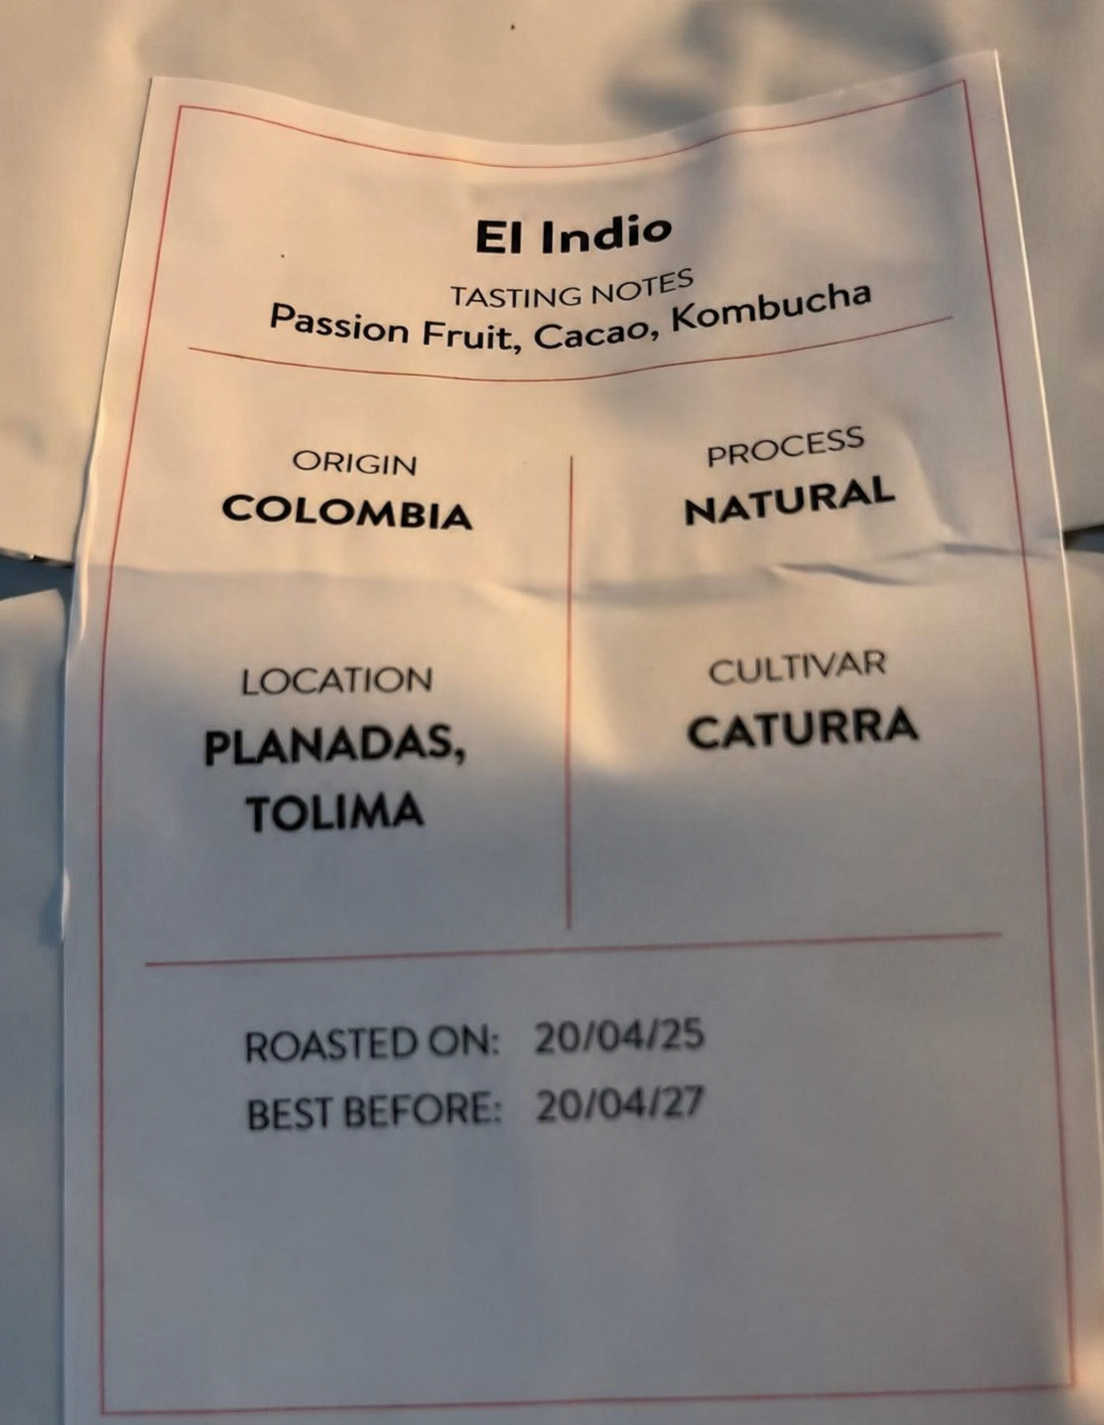 El Indio
TASTING NOTES
Passion Fruit, Cacao, Kombucha
ORIGIN
COLOMBIA
PROCESS
NATURAL
LOCATION
PLANADAS,
TOLIMA
CULTIVAR
CATURRA
ROASTED ON: 20/04/25
BEST BEFORE: 20/04/27